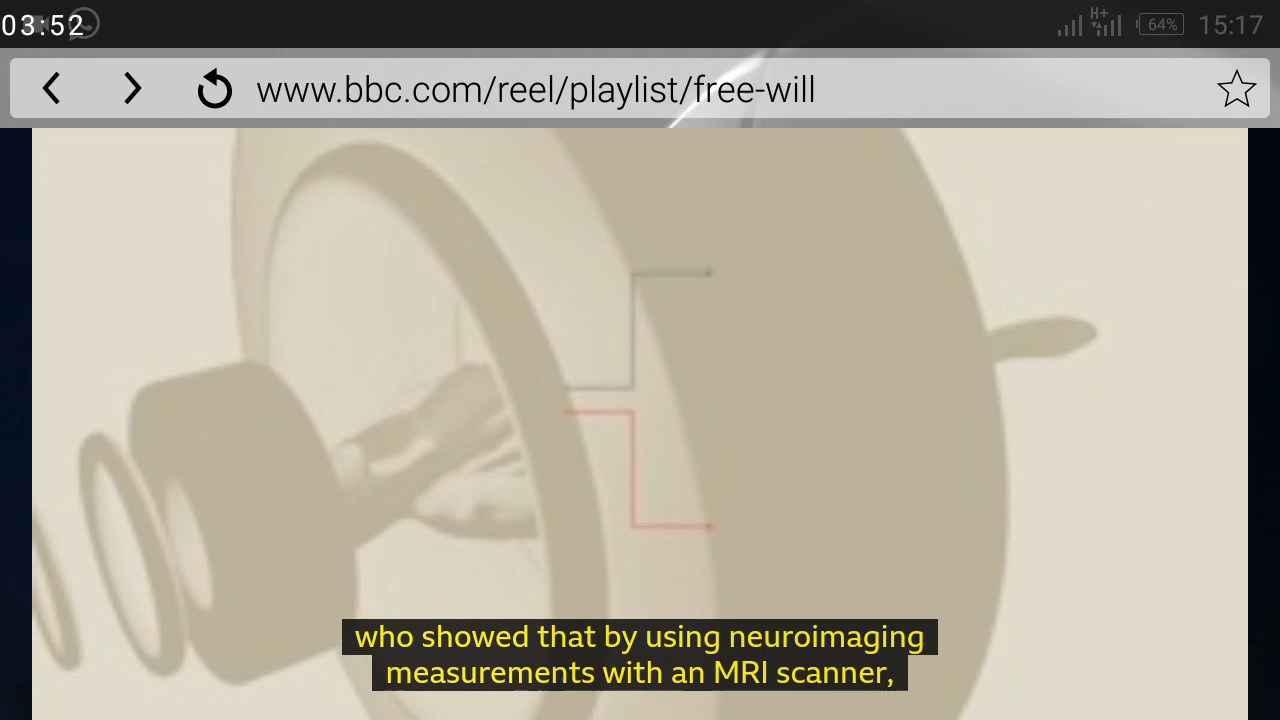 03:52
H+
64%
15:17
www.bbc.com/reel/playlist/free-will
who showed that by using neuroimaging
measurements with an MRI scanner,